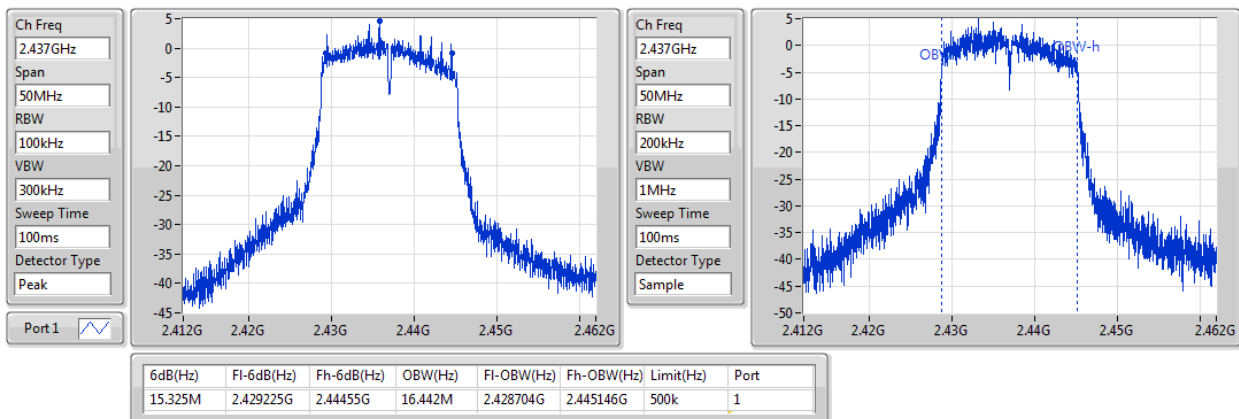 Ch Freq
2.437GHz
Span
50MHz
RBW
100kHz
VBW
300kHz
Sweep Time
100ms
Detector Type
Peak
Port 1
5
0
-5
-10
-15
-20
-25
-30
-35
-40
-45
2.412G 2.42G 2.43G 2.44G 2.45G 2.462G
Ch Freq
2.437GHz
Span
50MHz
RBW
200kHz
VBW
1MHz
Sweep Time
100ms
Detector Type
Sample
5
0
-5
-10
-15
-20
-25
-30
-35
-40
-45
-50
OBW-h
2.412G 2.42G 2.43G 2.44G 2.45G 2.462G
6dB(Hz) Fl-6dB(Hz) Fh-6dB(Hz) OBW(Hz) Fl-OBW(Hz) Fh-OBW(Hz) Limit(Hz) Port
15.325M 2.429225G 2.44455G 16.442M 2.428704G 2.445146G 500k 1